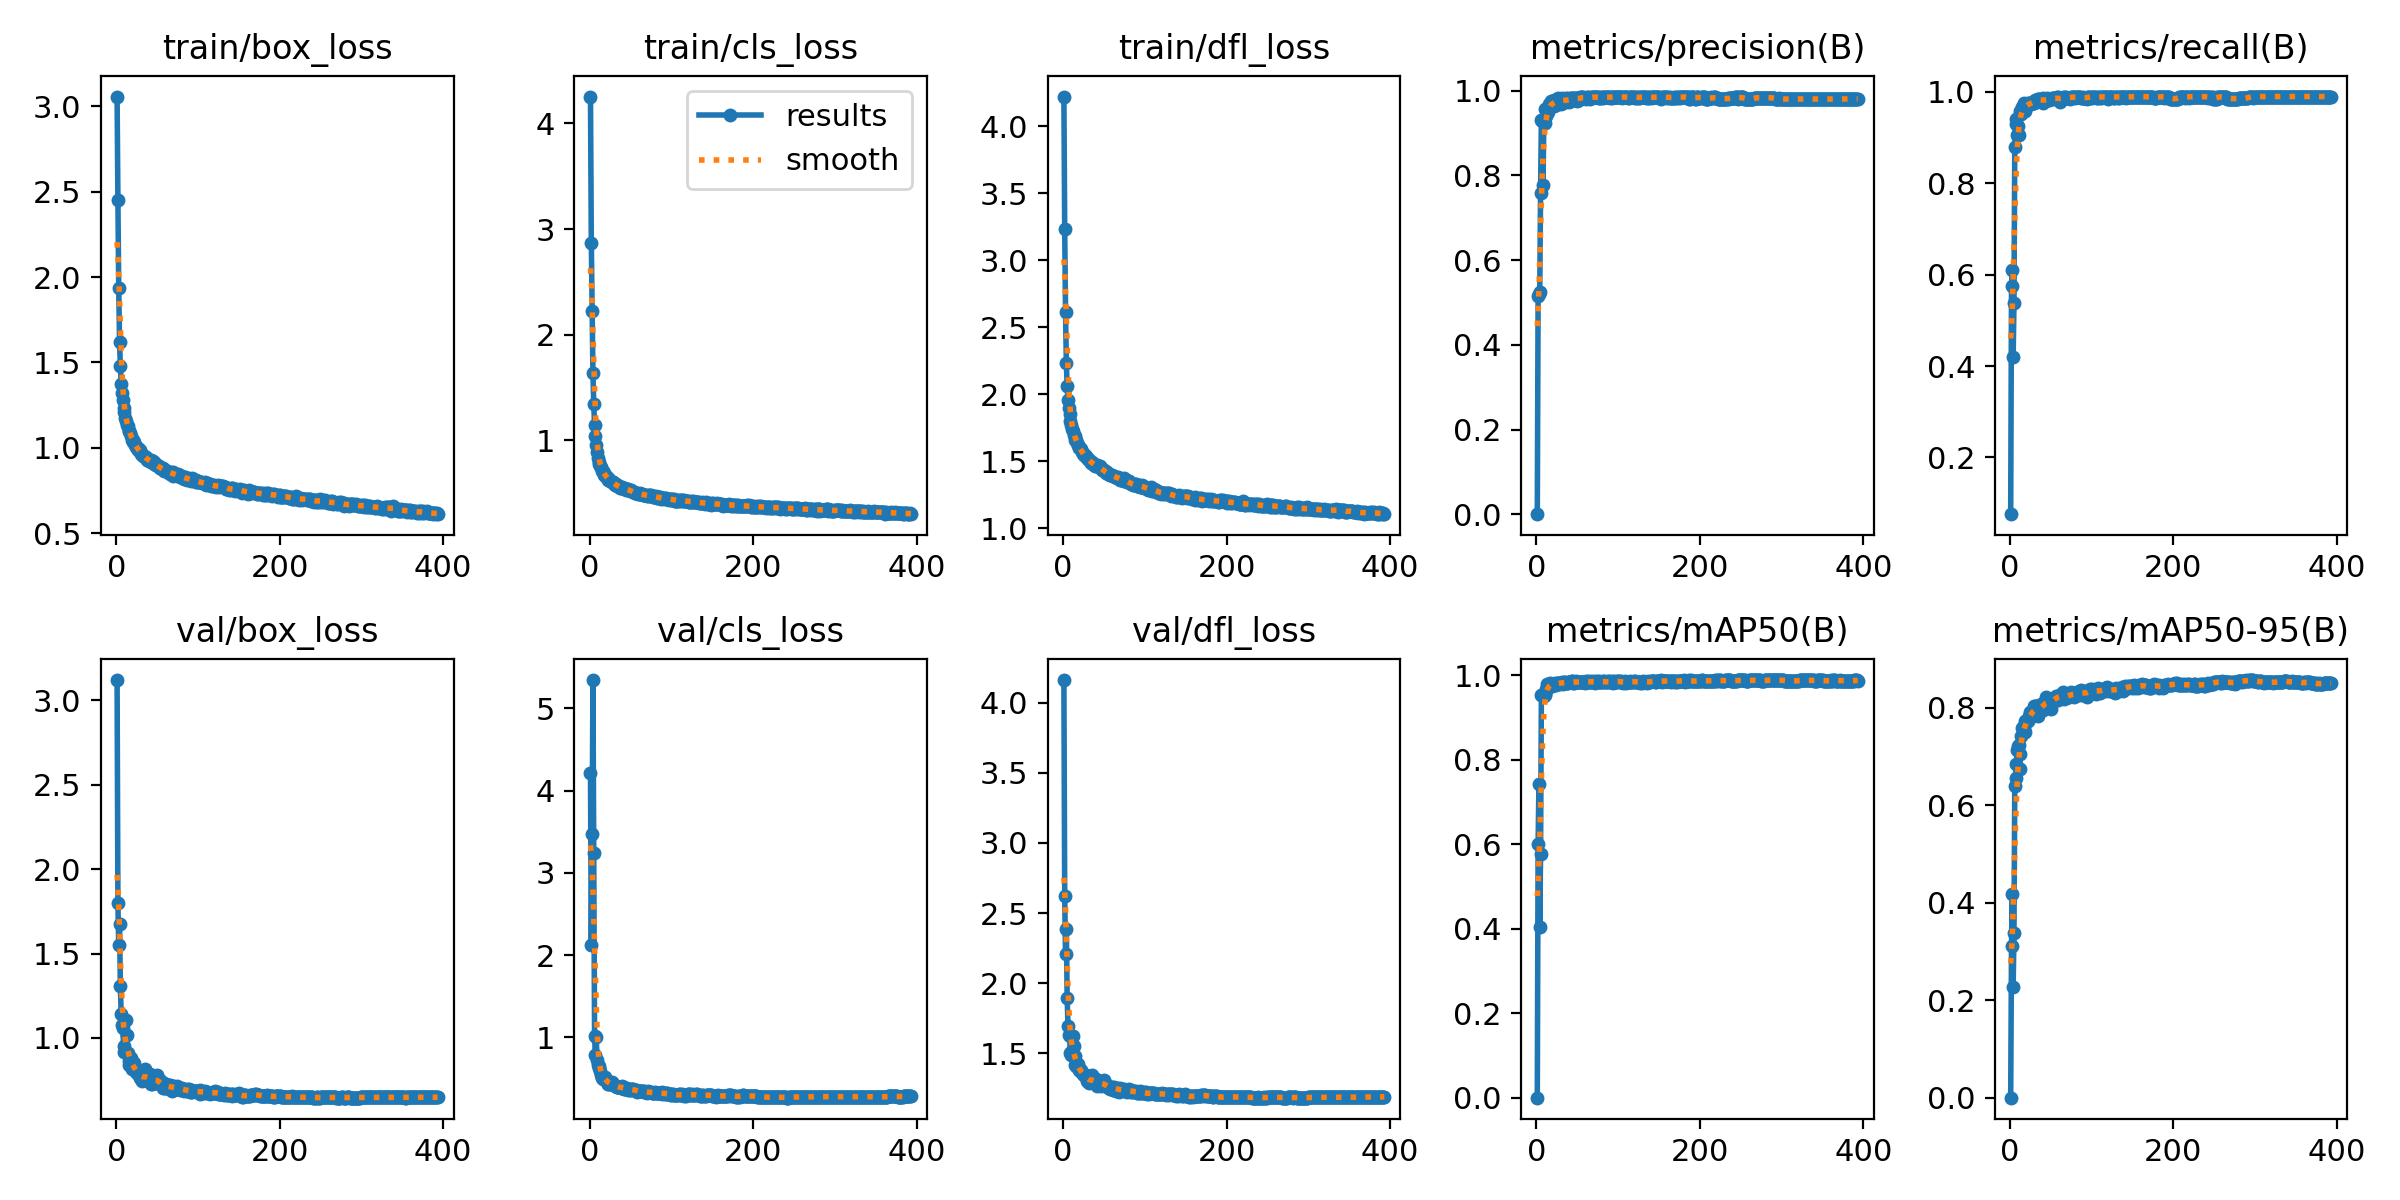 train/box_loss
3.0
2.5
2.0
1.5
1.0
0.5
0 200 400
train/cls_loss
results
smooth
4
3
2
1
0 200 400
train/dfl_loss
4.0
3.5
3.0
2.5
2.0
1.5
1.0
0 200 400
metrics/precision(B)
1.0
0.8
0.6
0.4
0.2
0.0
0 200 400
metrics/recall(B)
1.0
0.8
0.6
0.4
0.2
0 200 400
val/box_loss
3.0
2.5
2.0
1.5
1.0
0 200 400
val/cls_loss
5
4
3
2
1
0 200 400
val/dfl_loss
4.0
3.5
3.0
2.5
2.0
1.5
0 200 400
metrics/mAP50(B)
1.0
0.8
0.6
0.4
0.2
0.0
0 200 400
metrics/mAP50-95(B)
0.8
0.6
0.4
0.2
0.0
0 200 400